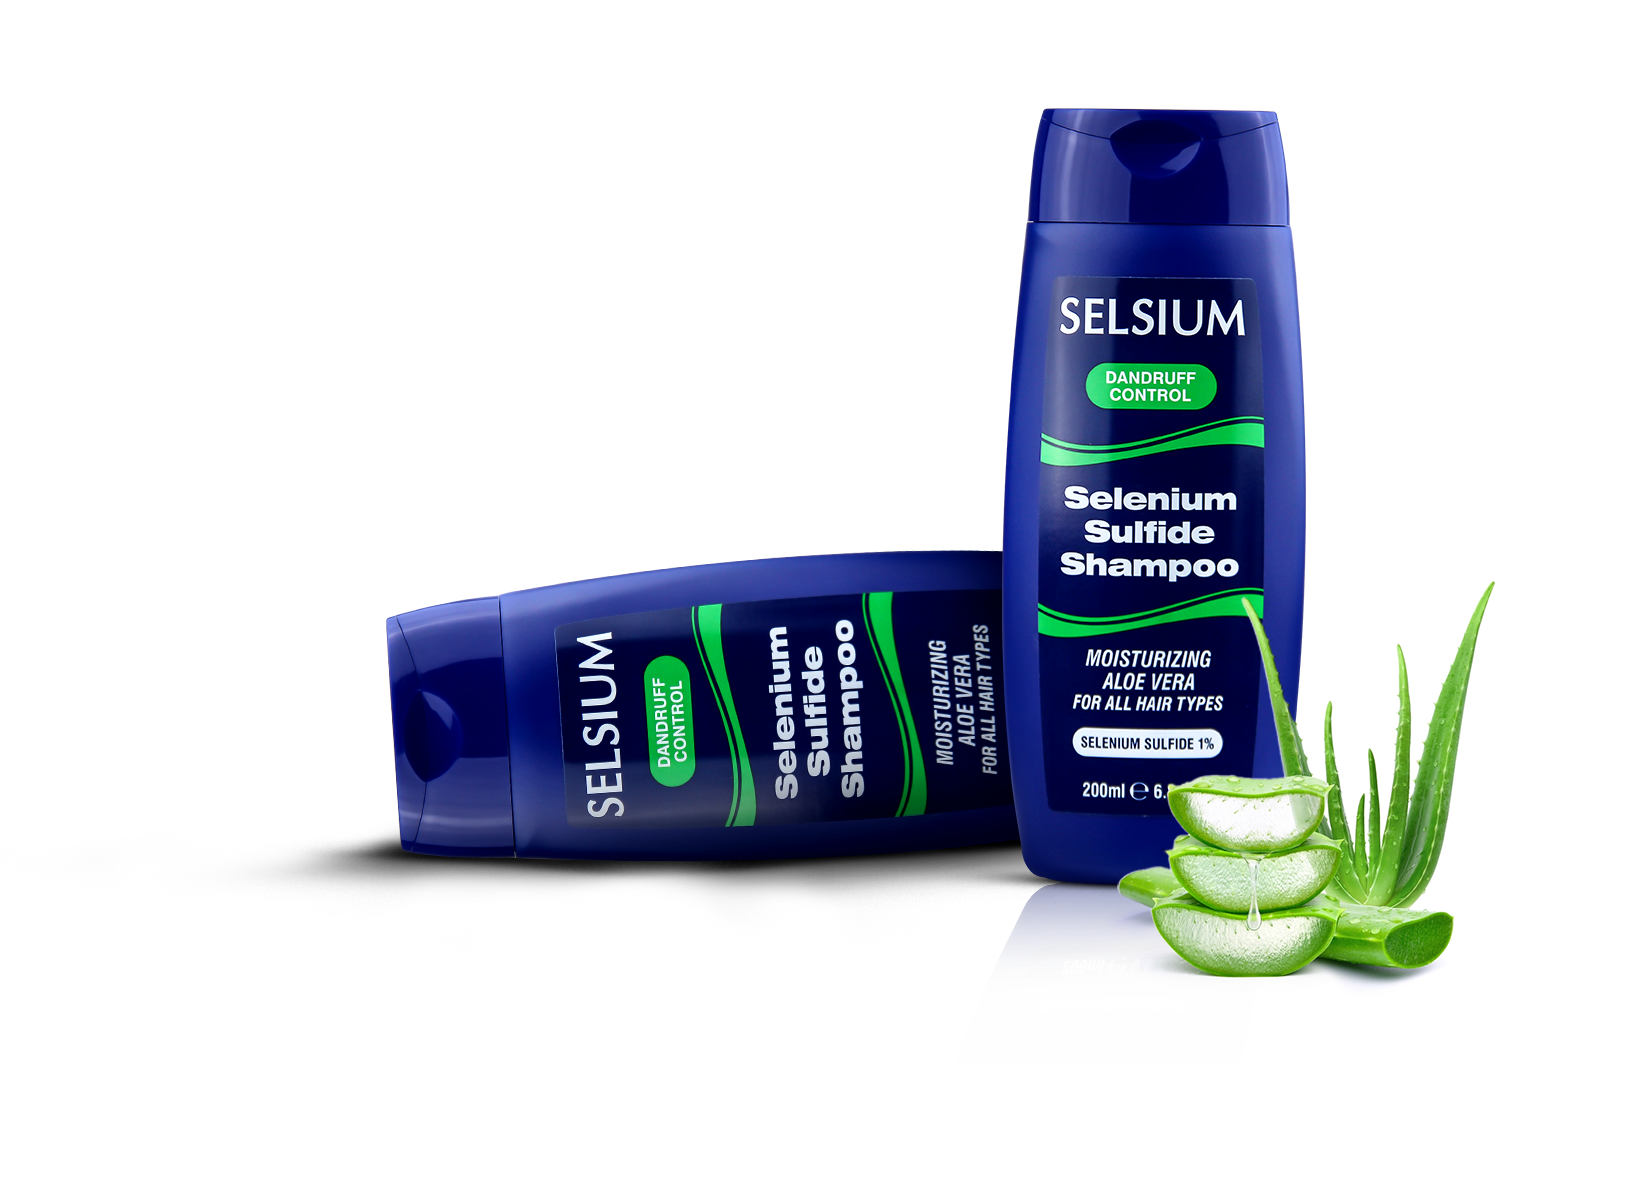 SELSIUM
DANDRUFF
CONTROL
Selenium
Sulfide
Shampoo
MOISTURIZING
ALOE VERA
FOR ALL HAIR TYPES
SELSIUM
DANDRUFF
CONTROL
Selenium
Sulfide
Shampoo
MOISTURIZING
ALOE VERA
FOR ALL HAIR TYPES
SELENIUM SULFIDE 1%
200ml ℮